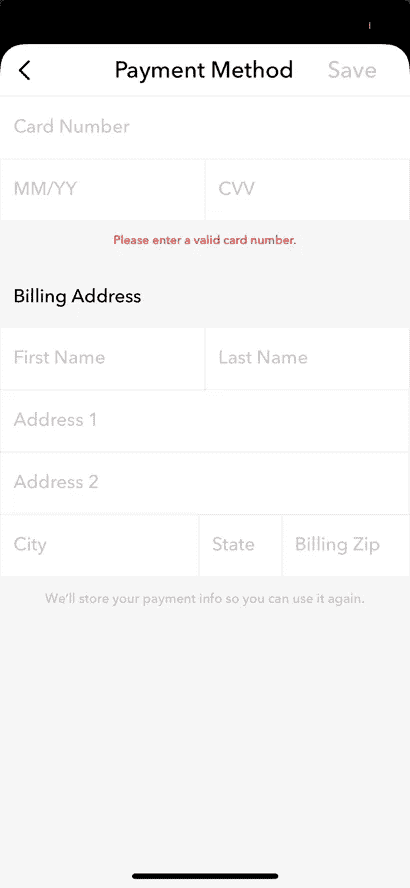 Payment Method Save
Card Number
MM/YY CVV
Please enter a valid card number.
Billing Address
First Name Last Name
Address 1
Address 2
City State Billing Zip
We'll store your payment info so you can use it again.